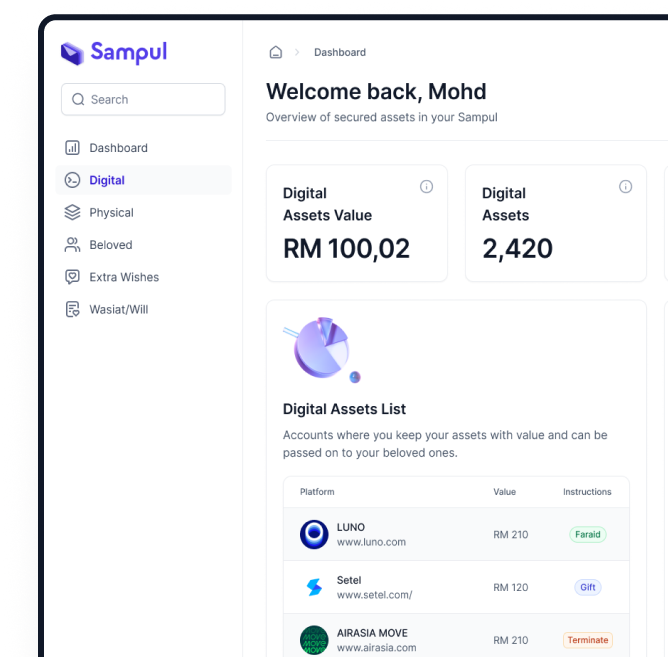 Sampul
Search
Dashboard
Digital
Physical
Beloved
Extra Wishes
Wasiat/Will
Dashboard
Welcome back, Mohd
Overview of secured assets in your Sampul
Digital
Assets Value
RM 100,02
Digital
Assets
2,420
Digital Assets List
Accounts where you keep your assets with value and can be
passed on to your beloved ones.
Platform Value Instructions
LUNO
www.luno.com
RM 210
Faraid
Setel
www.setel.com/
RM 120
Gift
MOVE
MOVE
MOVE
AIRASIA MOVE
www.airasia.com
RM 210
Terminate